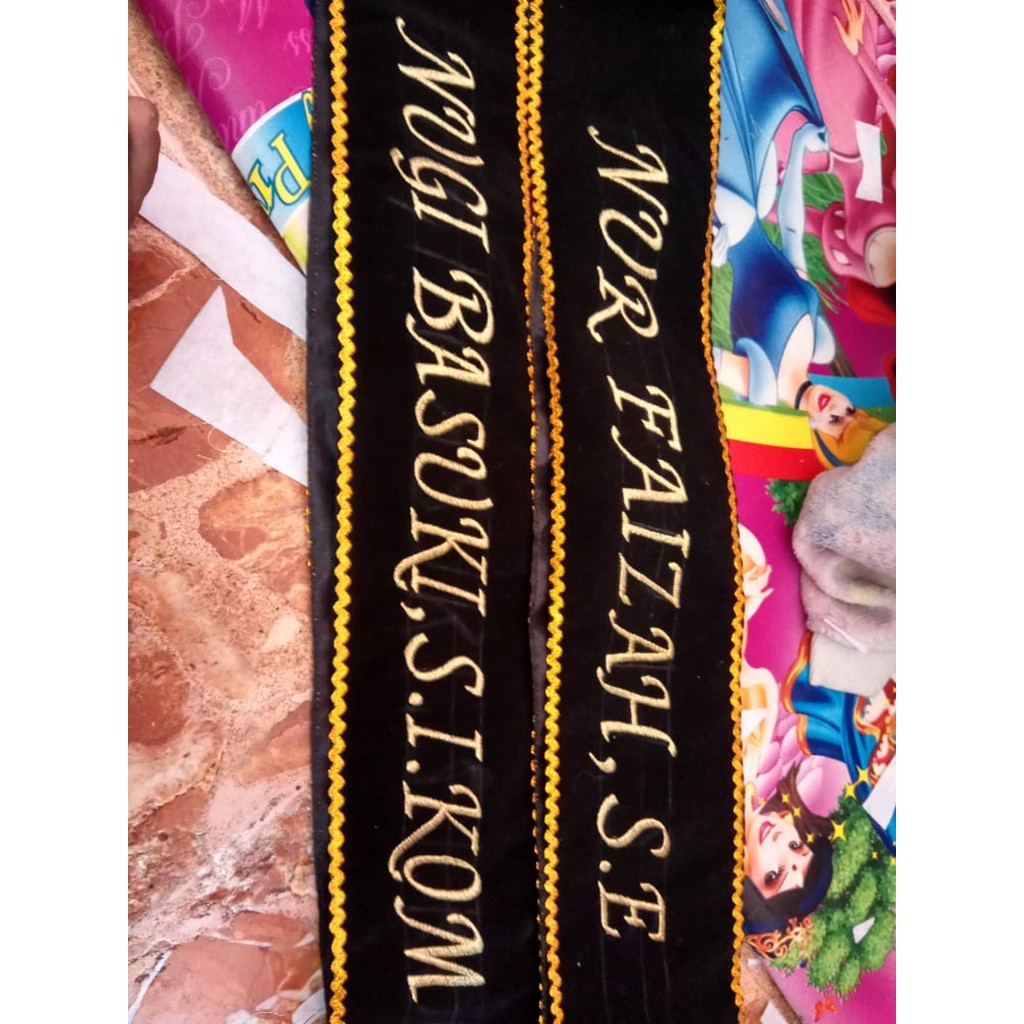 NUR FAIZAH, S.E
NUGI BASUKI, S.I.KOM